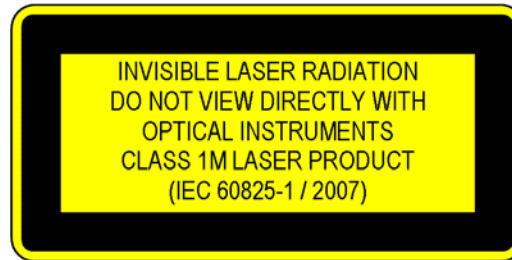 INVISIBLE LASER RADIATION
DO NOT VIEW DIRECTLY WITH
OPTICAL INSTRUMENTS
CLASS 1M LASER PRODUCT
(IEC 60825-1 / 2007)